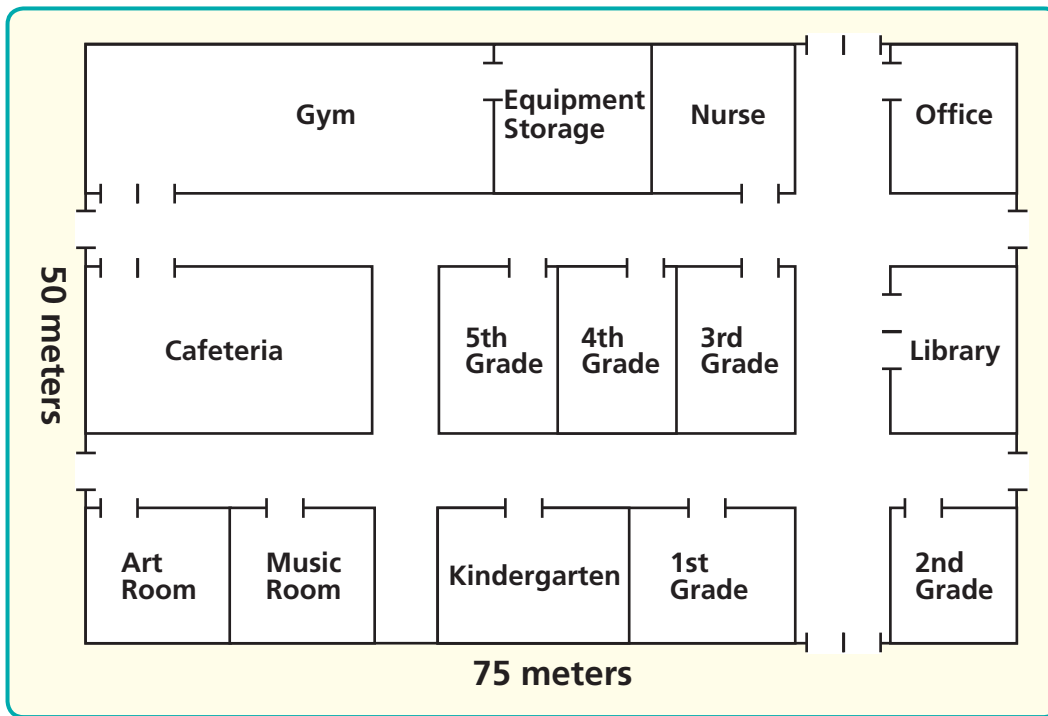 Gym
Equipment
Storage
Nurse
Office
50 meters
Cafeteria
5th
Grade
4th
Grade
3rd
Grade
Library
Art
Room
Music
Room
Kindergarten
1st
Grade
2nd
Grade
75 meters